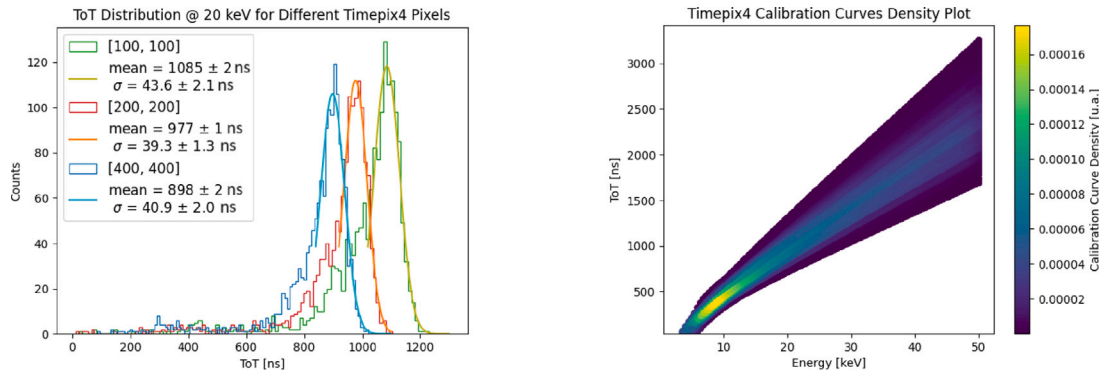 ToT Distribution @ 20 keV for Different Timepix4 Pixels
[100, 100]
mean = 1085 ± 2 ns
σ = 43.6 ± 2.1 ns
[200, 200]
mean = 977 ± 1 ns
σ = 39.3 ± 1.3 ns
[400, 400]
mean = 898 ± 2 ns
σ = 40.9 ± 2.0 ns
Counts
120
100
80
60
40
20
0
0 200 400 600 800 1000 1200
ToT [ns]
Timepix4 Calibration Curves Density Plot
ToT [ns]
3000
2500
2000
1500
1000
500
10 20 30 40 50
Energy [keV]
0.00016
0.00014
0.00012
0.00010
0.00008
0.00006
0.00004
0.00002
Calibration Curve Density [u.a.]